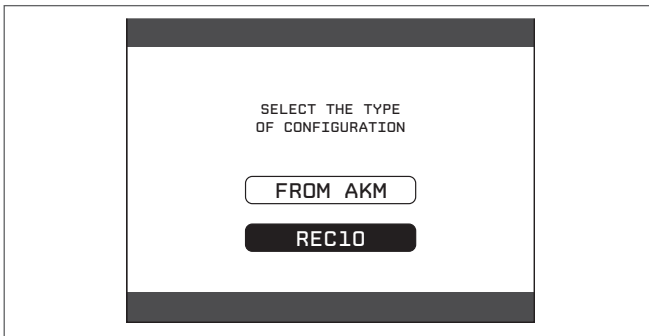 SELECT THE TYPE
OF CONFIGURATION
FROM AKM
REC10